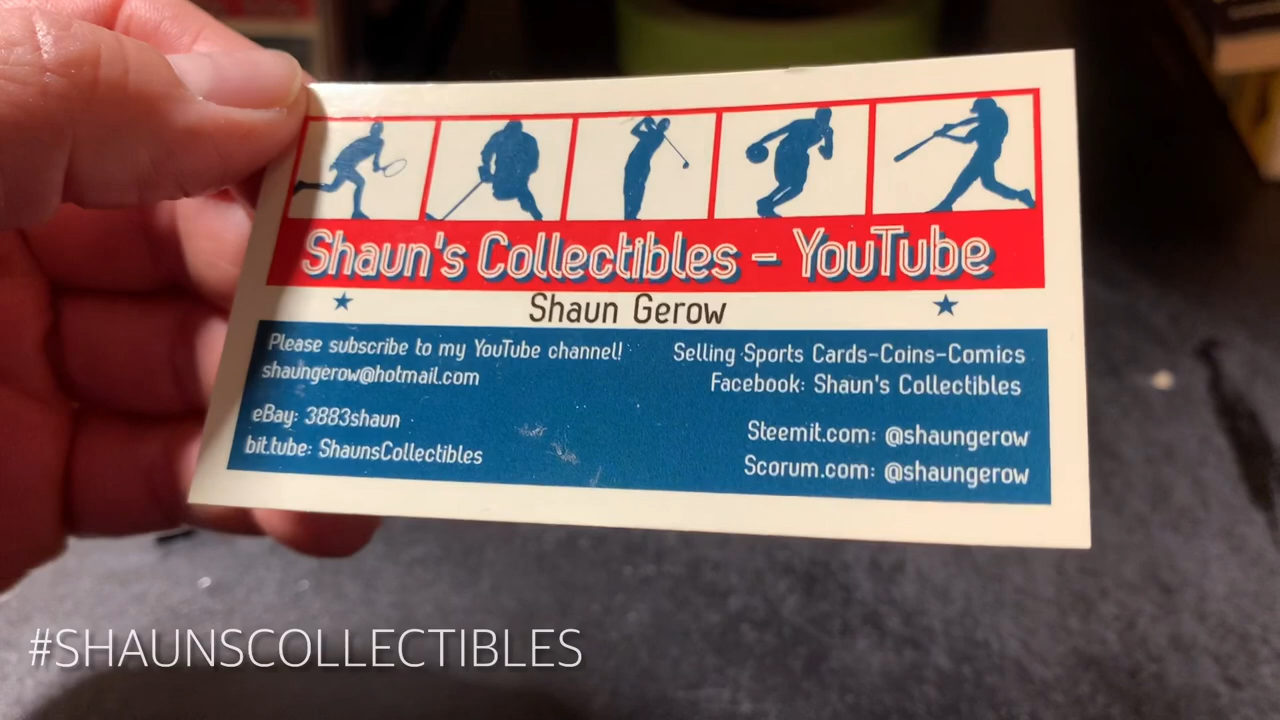 Shaun's Collectibles - YouTube
Shaun Gerow
Please subscribe to my YouTube channel!
shaungerow@hotmail.com
eBay: 3883shaun
bit.tube: ShaunsCollectibles
Selling Sports Cards-Coins-Comics
Facebook: Shaun's Collectibles
Steemit.com: @shaungerow
Scorum.com: @shaungerow
#SHAUNSCOLLECTIBLES